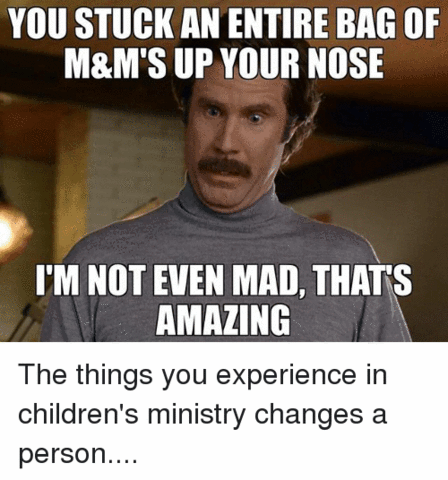 YOU STUCK AN ENTIRE BAG OF
M&M'S UP YOUR NOSE
I'M NOT EVEN MAD, THAT'S
AMAZING
The things you experience in
children's ministry changes a
person....